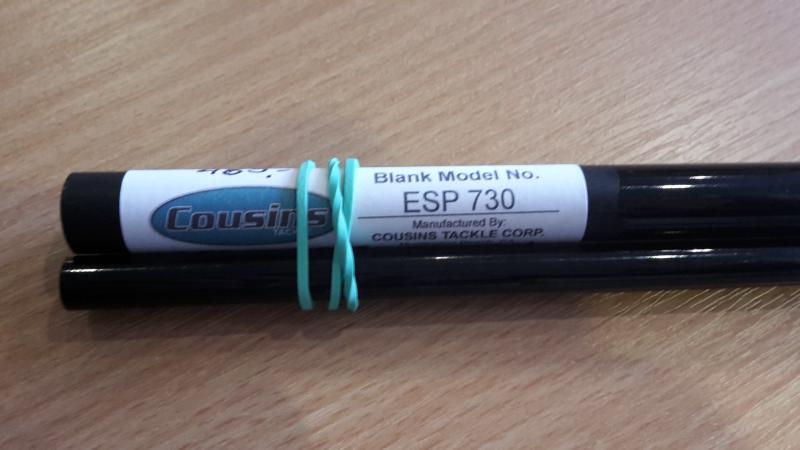 Blank Model No.
Cousins
ESP 730
Manufactured By:
COUSINS TACKLE CORP.